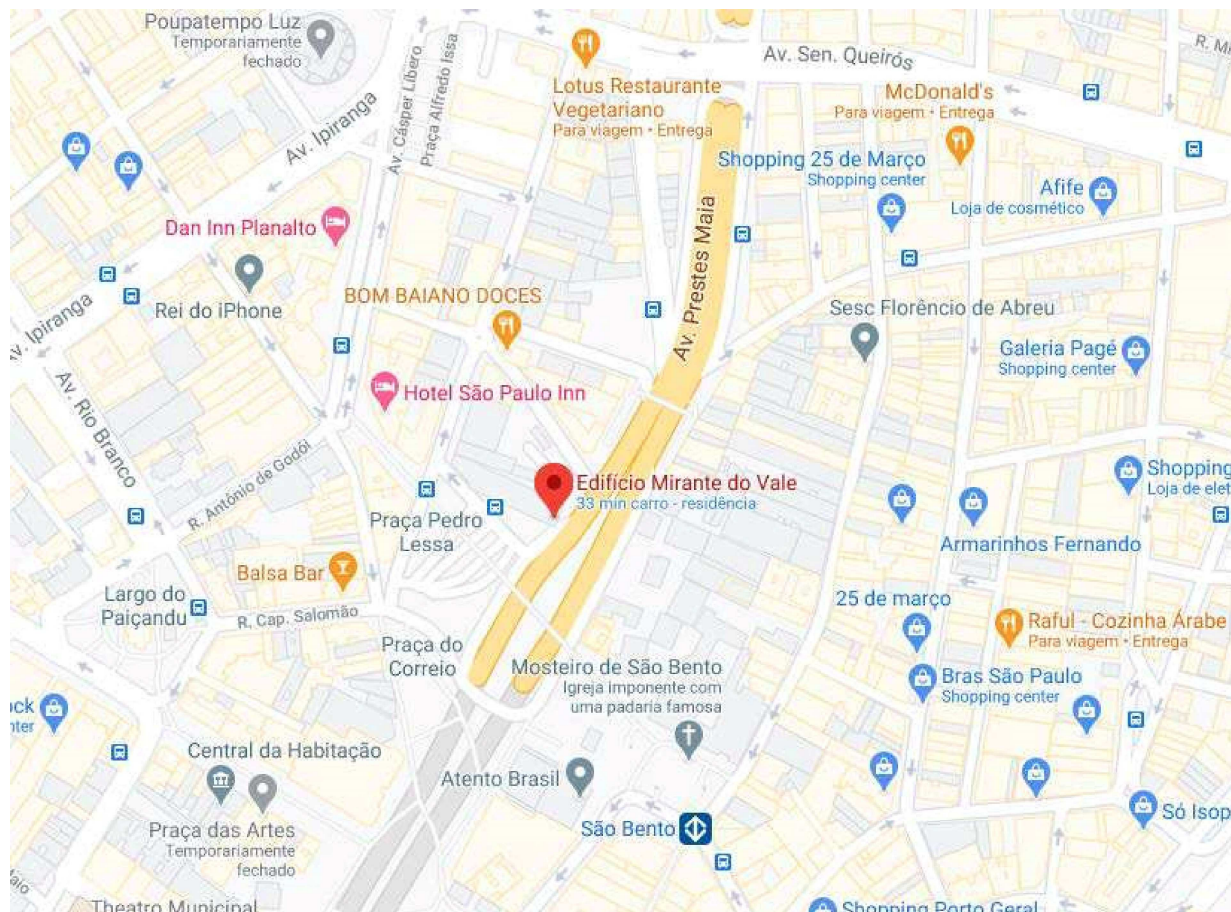 Poupatempo Luz
Temporariamente
fechado
Av. Cásper Líbero
Praça Alfredo Issa
Lotus Restaurante
Vegetariano
Para viagem • Entrega
Av. Sen. Queirós
McDonald's
Para viagem • Entrega
Av. Ipiranga
Shopping 25 de Março
Shopping center
Afife
Loja de cosmético
Dan Inn Planalto
Rei do iPhone
BOM BAIANO DOCES
Av. Prestes Maia
Sesc Florêncio de Abreu
Av. Ipiranga
Galeria Pagé
Shopping center
Av. Rio Branco
Hotel São Paulo Inn
R. Antônio de Godói
Edifício Mirante do Vale
33 min carro - residência
Shopping
Loja de elet
Praça Pedro
Lessa
Armarinhos Fernando
Balsa Bar
Largo do
Paiçandu
R. Cap. Salomão
25 de março
Raful - Cozinha Árabe
Para viagem • Entrega
Praça do
Correio
Mosteiro de São Bento
Igreja imponente com
uma padaria famosa
Bras São Paulo
Shopping center
ock
nter
Central da Habitação
Atento Brasil
Praça das Artes
Temporariamente
fechado
São Bento
Só Isop
Theatro Municipal
Shopping Porto Geral